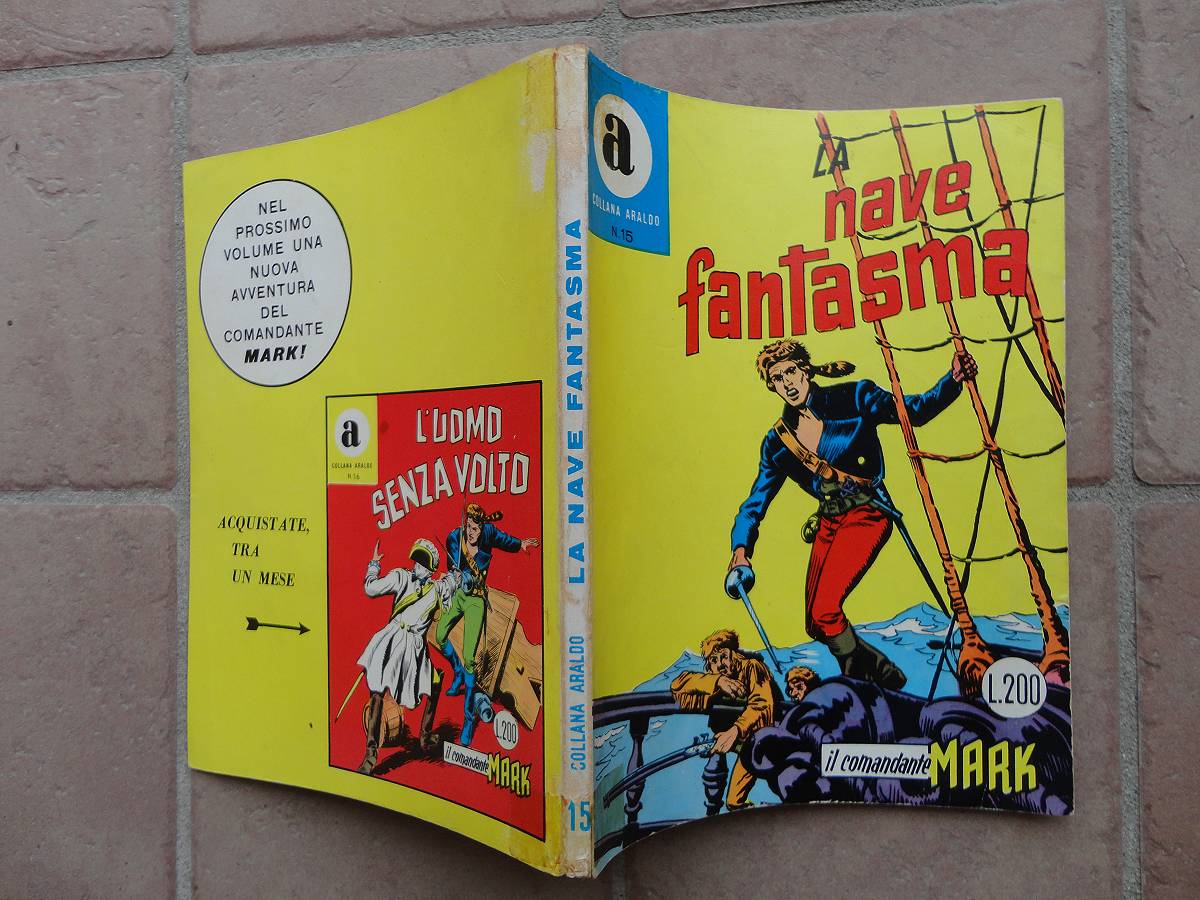 NEL
PROSSIMO
VOLUME UNA
NUOVA
AVVENTURA
DEL
COMANDANTE
MARK!
ACQUISTATE,
TRA
UN MESE
a
COLLANA ARALDO
N.16
L'UOMO
SENZA VOLTO
L.200
il comandante
MARK
LA NAVE FANTASMA
COLLANA ARALDO
15
a
COLLANA ARALDO
N.15
LA
nave
fantasma
L.200
il comandante
MARK